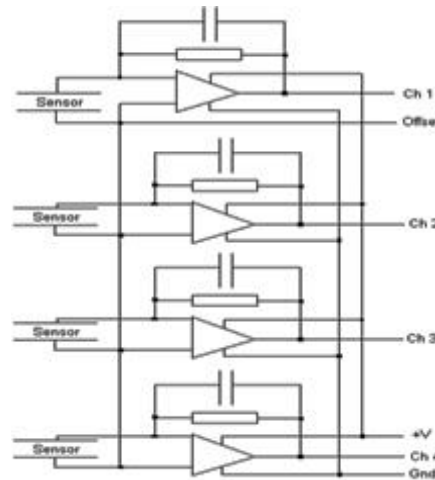 Ch 1
Sensor
Offse
Sensor
Ch 2
Sensor
Ch 3
+V
Sensor
Ch 4
Gnd